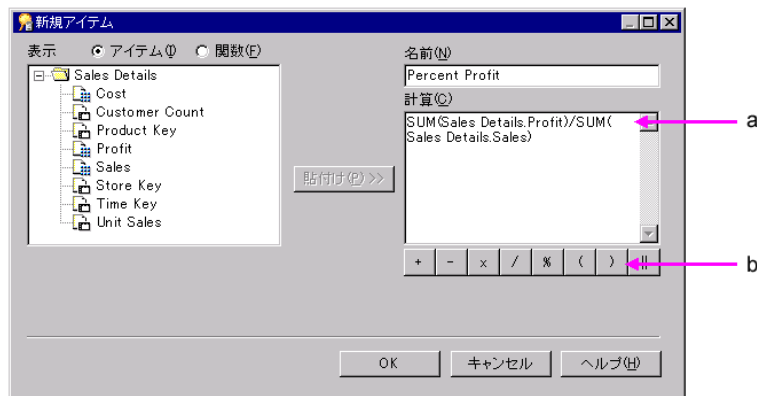 新規アイテム
表示 アイテム(I) 関数(F)
Sales Details
Cost
Customer Count
Product Key
Profit
Sales
Store Key
Time Key
Unit Sales
貼付け(P) >>
名前(N)
Percent Profit
計算(C)
SUM(Sales Details.Profit)/SUM(
Sales Details.Sales)
+ - x / % ( ) ||
a
b
OK キャンセル ヘルプ(H)